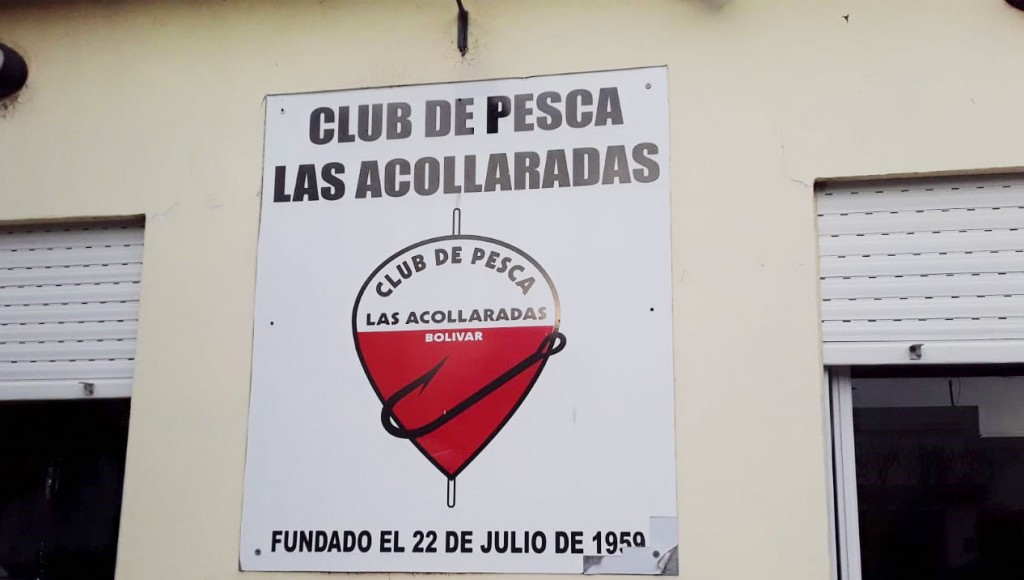 CLUB DE PESCA
LAS ACOLLARADAS
CLUB DE PESCA
LAS ACOLLARADAS
BOLIVAR
FUNDADO EL 22 DE JULIO DE 1959